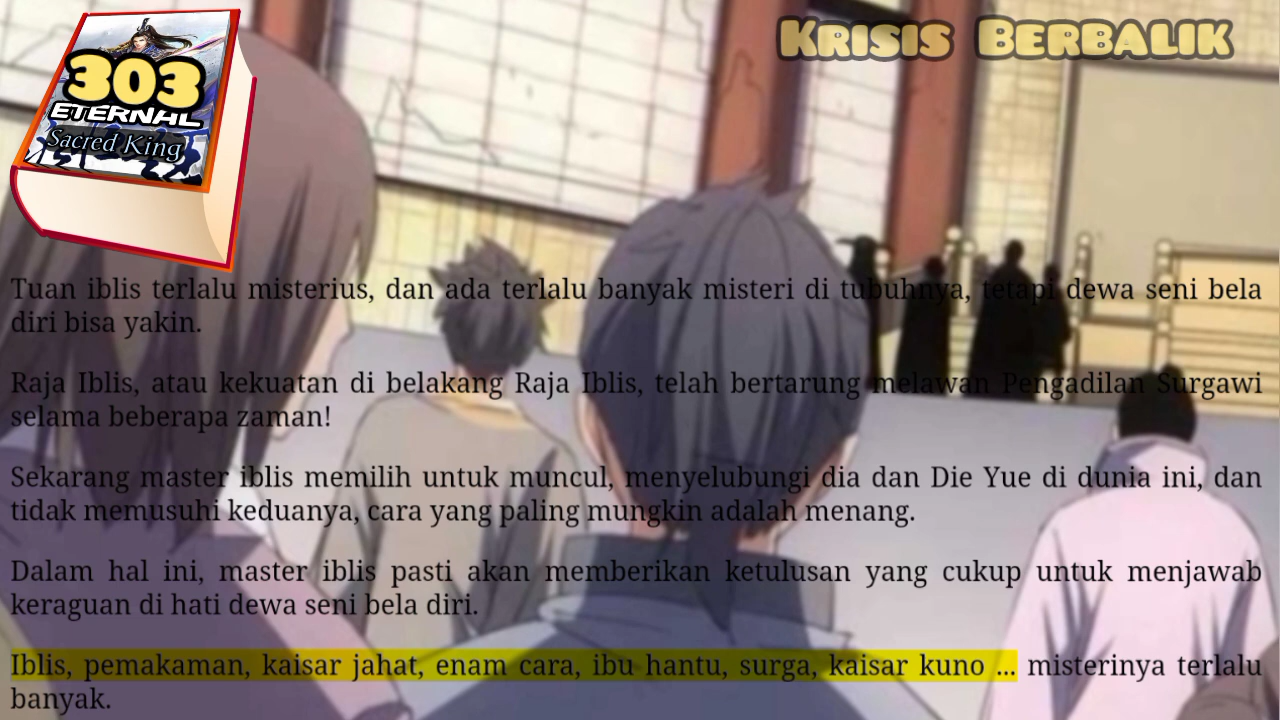 303
ETERNAL
Sacred King
Krisis Berbalik
Tuan iblis terlalu misterius, dan ada terlalu banyak misteri di tubuhnya, tetapi dewa seni bela
diri bisa yakin.
Raja Iblis, atau kekuatan di belakang Raja Iblis, telah bertarung melawan Pengadilan Surgawi
selama beberapa zaman!
Sekarang master iblis memilih untuk muncul, menyelubungi dia dan Die Yue di dunia ini, dan
tidak memusuhi keduanya, cara yang paling mungkin adalah menang.
Dalam hal ini, master iblis pasti akan memberikan ketulusan yang cukup untuk menjawab
keraguan di hati dewa seni bela diri.
Iblis, pemakaman, kaisar jahat, enam cara, ibu hantu, surga, kaisar kuno ... misterinya terlalu
banyak.